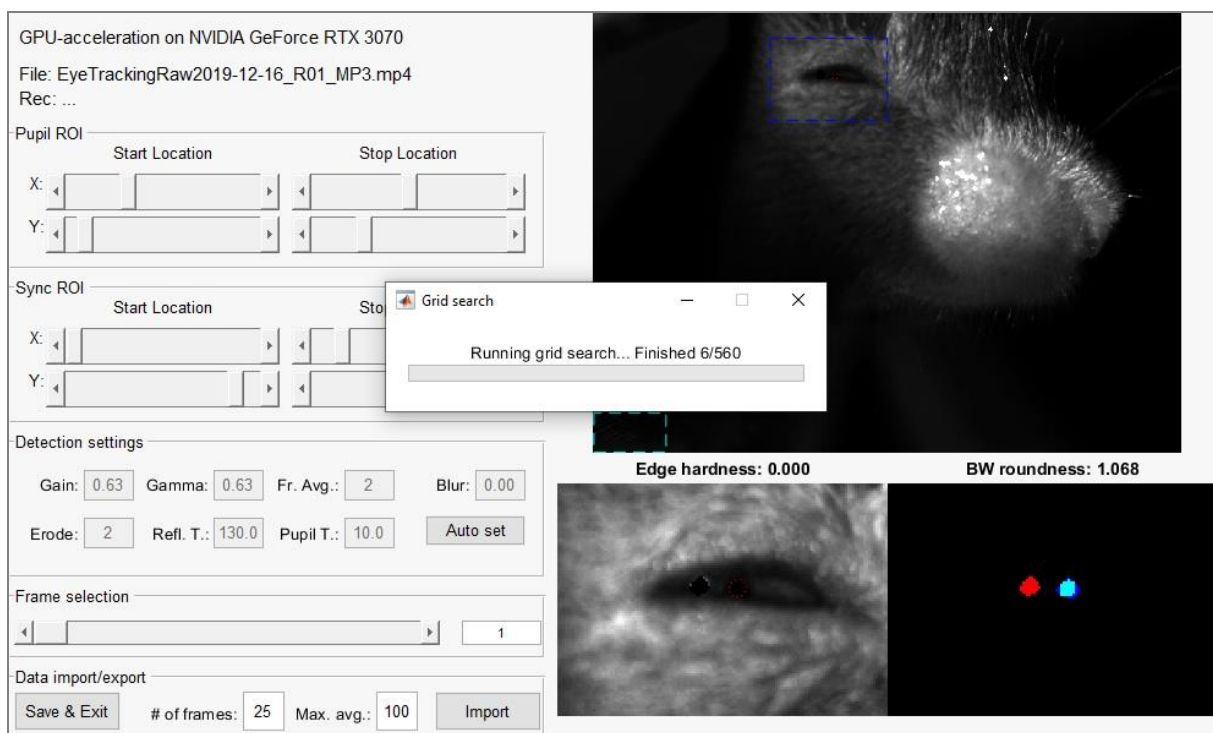 GPU-acceleration on NVIDIA GeForce RTX 3070
File: EyeTrackingRaw2019-12-16_R01_MP3.mp4
Rec: ...
Pupil ROI
Start Location Stop Location
X:
Y:
Sync ROI
Start Location Sto
X:
Y:
Grid search
Running grid search... Finished 6/560
Detection settings
Gain: 0.63 Gamma: 0.63 Fr. Avg.: 2 Blur: 0.00
Erode: 2 Refl. T.: 130.0 Pupil T.: 10.0 Auto set
Edge hardness: 0.000 BW roundness: 1.068
Frame selection
1
Data import/export
Save & Exit # of frames: 25 Max. avg.: 100 Import